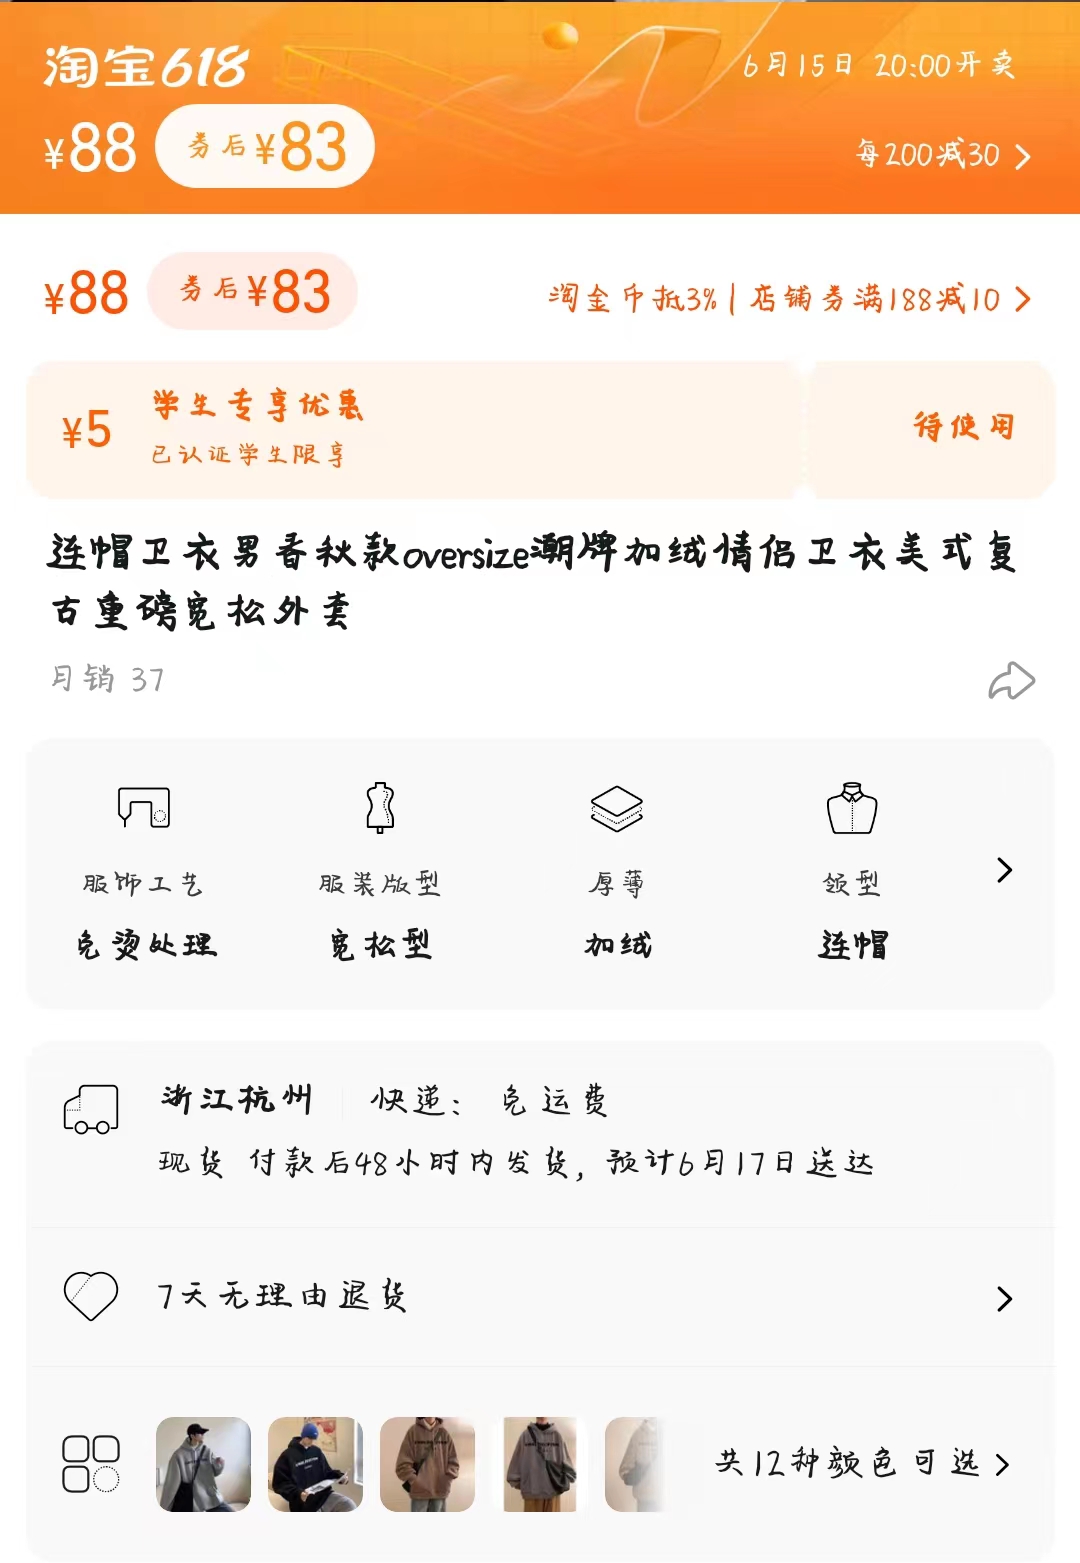 淘宝618
6月15日 20:00开卖
¥88 券后¥83
每200减30
¥88 券后¥83
淘金币抵3% | 店铺券满188减10
¥5
学生专享优惠
已认证学生限享
待使用
连帽卫衣男春秋款oversize潮牌加绒情侣卫衣美式复
古重磅宽松外套
月销 37
服饰工艺 服装版型 厚薄 领型
免烫处理 宽松型 加绒 连帽
浙江杭州 快递: 免运费
现货 付款后48小时内发货, 预计6月17日送达
7天无理由退货
共12种颜色可选